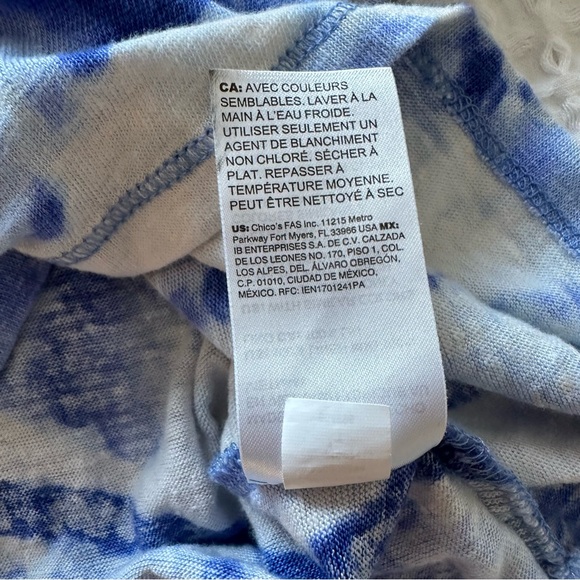 CA: AVEC COULEURS
SEMBLABLES. LAVER À LA
MAIN À L'EAU FROIDE.
UTILISER SEULEMENT UN
AGENT DE BLANCHIMENT
NON CHLORÉ. SÉCHER À
PLAT. REPASSER À
TEMPÉRATURE MOYENNE.
PEUT ÊTRE NETTOYÉ À SEC
US: Chico's FAS Inc. 11215 Metro
Parkway Fort Myers, FL 33966 USA MX:
IB ENTERPRISES S.A. DE C.V. CALZADA
DE LOS LEONES NO. 170, PISO 1, COL.
LOS ALPES, DEL. ÁLVARO OBREGÓN,
C.P. 01010, CIUDAD DE MÉXICO,
MÉXICO. RFC: IEN1701241PA